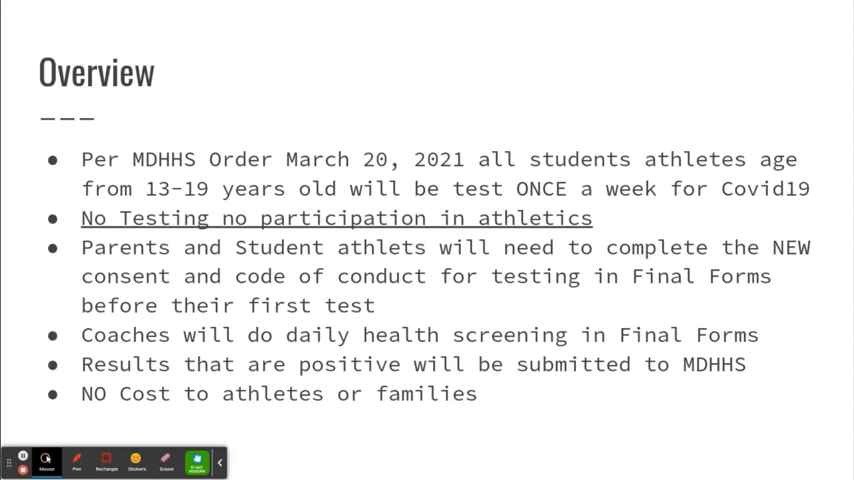 Overview
● Per MDHHS Order March 20, 2021 all students athletes age
from 13-19 years old will be test ONCE a week for Covid19
● No Testing no participation in athletics
● Parents and Student athlets will need to complete the NEW
consent and code of conduct for testing in Final Forms
before their first test
● Coaches will do daily health screening in Final Forms
● Results that are positive will be submitted to MDHHS
● NO Cost to athletes or families
Mouse Pen Rectangle Stickers Eraser